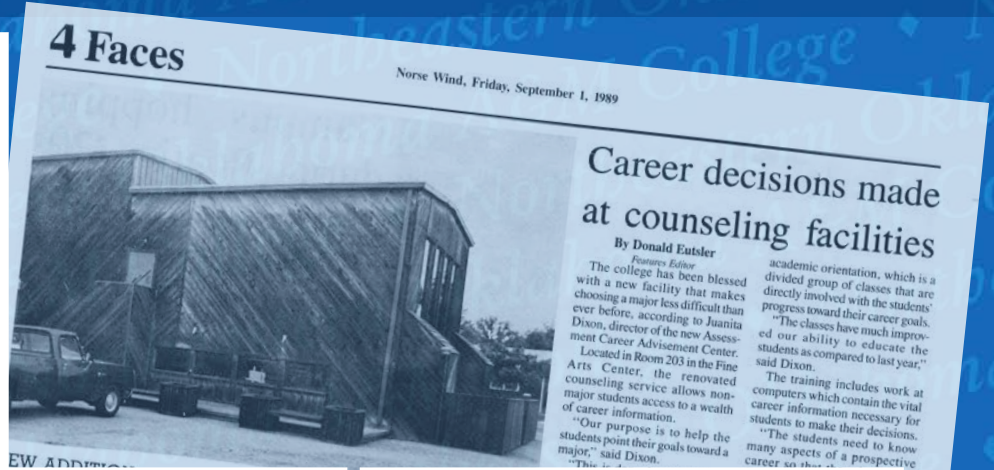 4 Faces
Norse Wind, Friday, September 1, 1989
Career decisions made
at counseling facilities
By Donald Eutsler
Features Editor
The college has been blessed
with a new facility that makes
choosing a major less difficult than
ever before, according to Juanita
Dixon, director of the new Assess-
ment Career Advisement Center.
Located in Room 203 in the Fine
Arts Center, the renovated
counseling service allows non-
major students access to a wealth
of career information.
"Our purpose is to help the
students point their goals toward a
major," said Dixon.
"This is
academic orientation, which is a
divided group of classes that are
directly involved with the students'
progress toward their career goals.
"The classes have much improv-
ed our ability to educate the
students as compared to last year,"
said Dixon.
The training includes work at
computers which contain the vital
career information necessary for
students to make their decisions.
"The students need to know
many aspects of a prospective
career so that
EW ADDITION
Northeastern
Oklahoma A&M College